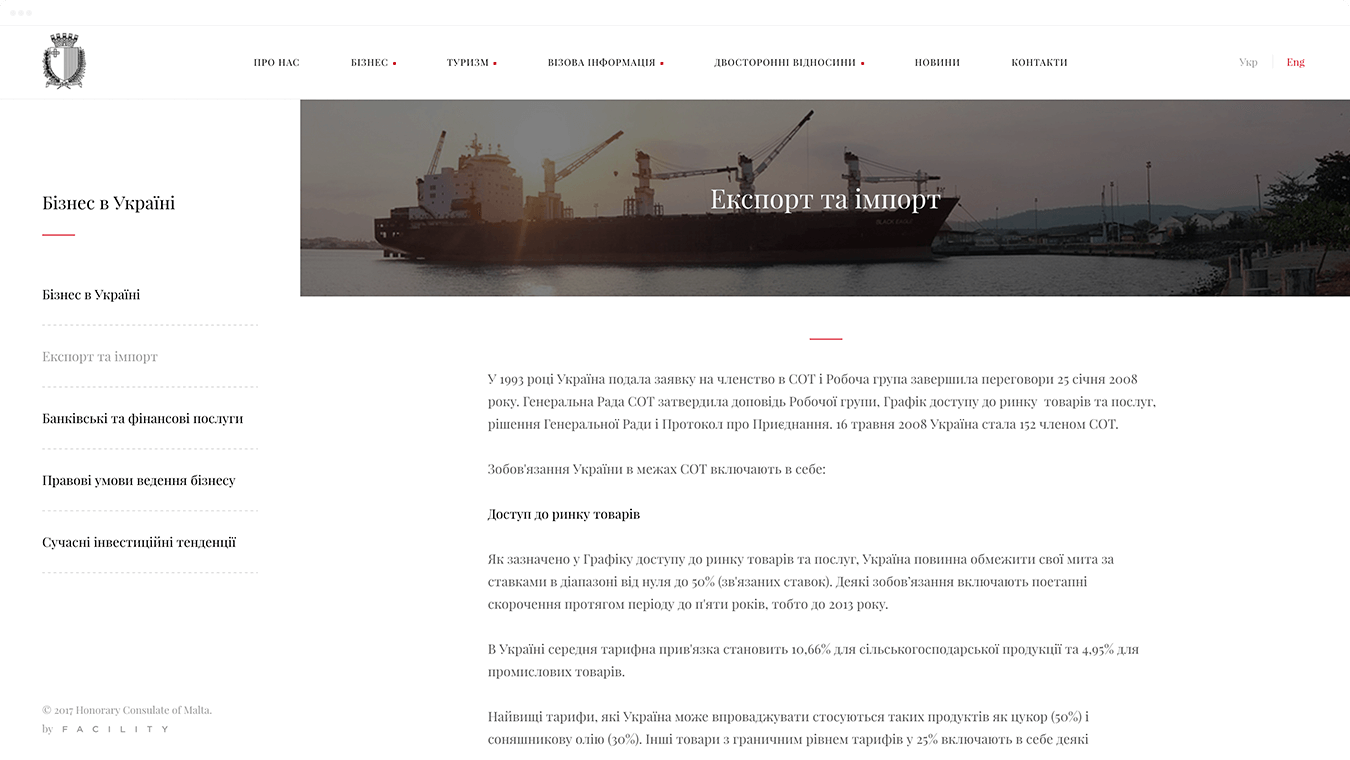 ПРО НАС
БІЗНЕС
ТУРИЗМ
ВІЗОВА ІНФОРМАЦІЯ
ДВОСТОРОННІ ВІДНОСИНИ
НОВИНИ
КОНТАКТИ
Укр
Eng
Бізнес в Україні
Бізнес в Україні
Експорт та імпорт
Банківські та фінансові послуги
Правові умови ведення бізнесу
Сучасні інвестиційні тенденції
© 2017 Honorary Consulate of Malta.
by FACILITY
Експорт та імпорт
BLACK EAGLE
У 1993 році Україна подала заявку на членство в СОТ і Робоча група завершила переговори 25 січня 2008
року. Генеральна Рада СОТ затвердила доповідь Робочої групи, Графік доступу до ринку товарів та послуг,
рішення Генеральної Ради і Протокол про Приєднання. 16 травня 2008 Україна стала 152 членом СОТ.
Зобов'язання України в межах СОТ включають в себе:
Доступ до ринку товарів
Як зазначено у Графіку доступу до ринку товарів та послуг, Україна повинна обмежити свої мита за
ставками в діапазоні від нуля до 50% (зв'язаних ставок). Деякі зобов’язання включають поетапні
скорочення протягом періоду до п'яти років, тобто до 2013 року.
В Україні середня тарифна прив'язка становить 10,66% для сільськогосподарської продукції та 4,95% для
промислових товарів.
Найвищі тарифи, які Україна може впроваджувати стосуються таких продуктів як цукор (50%) і
соняшникову олію (30%). Інші товари з граничним рівнем тарифів у 25% включають в себе деякі